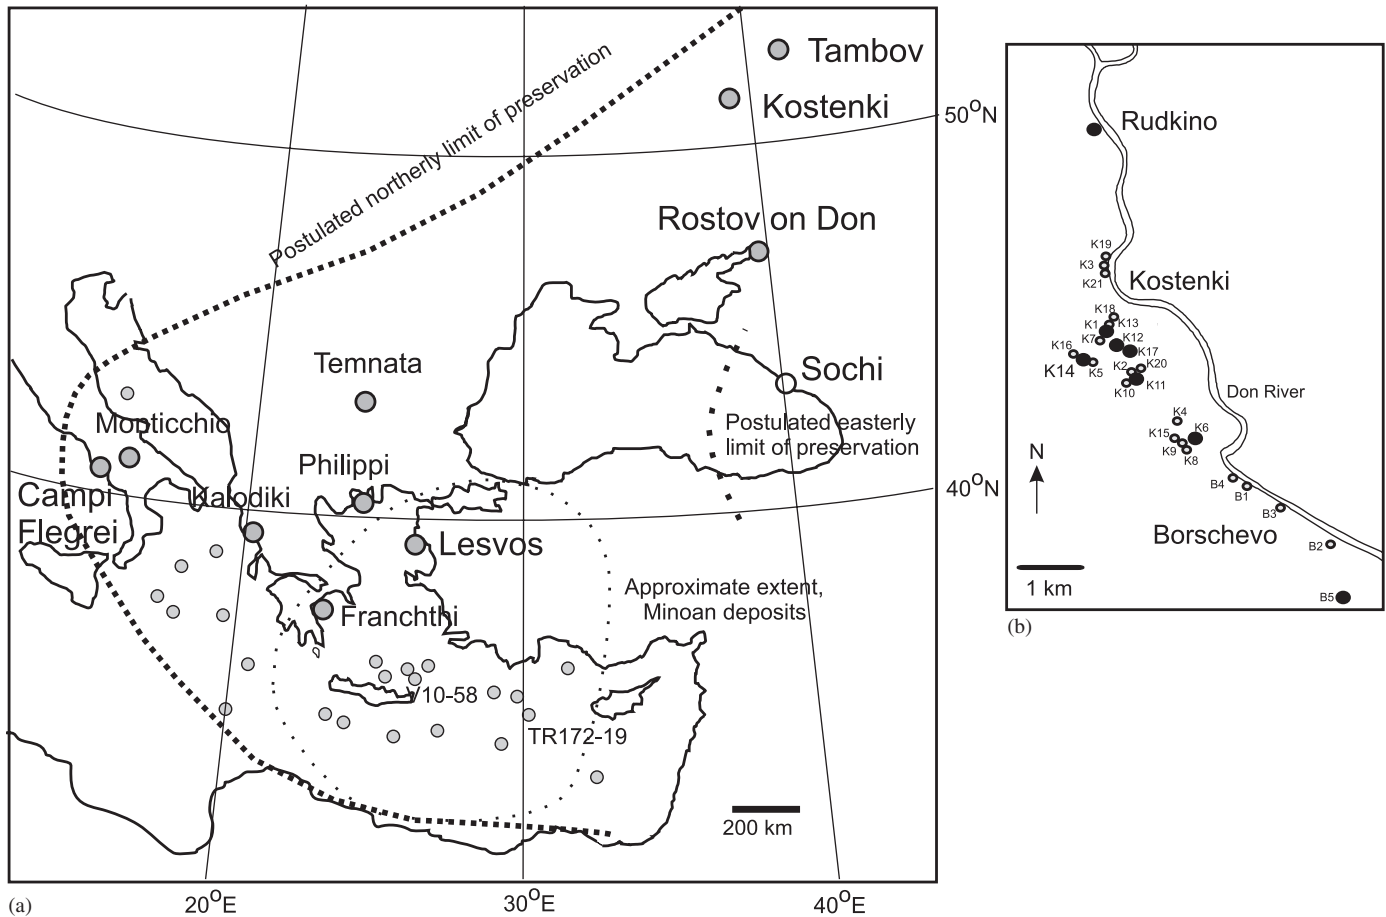 Tambov
Kostenki
50°N
Postulated northerly limit of preservation
Rostov on Don
Temnata
Sochi
Postulated easterly
limit of preservation
Monticchio
Philippi
Campi
Flegrei
Kalodiki
40°N
Lesvos
Approximate extent,
Minoan deposits
Franchthi
V10-58
TR172-19
200 km
(a)
20°E
30°E
40°E
Rudkino
K19
K3
K21
Kostenki
K18
K1
K13
K7
K12
K16
K17
K14
K5
K2
K20
K10
K11
Don River
K4
K15
K6
K9
K8
N
B4
B1
B3
Borschevo
B2
1 km
B5
(b)